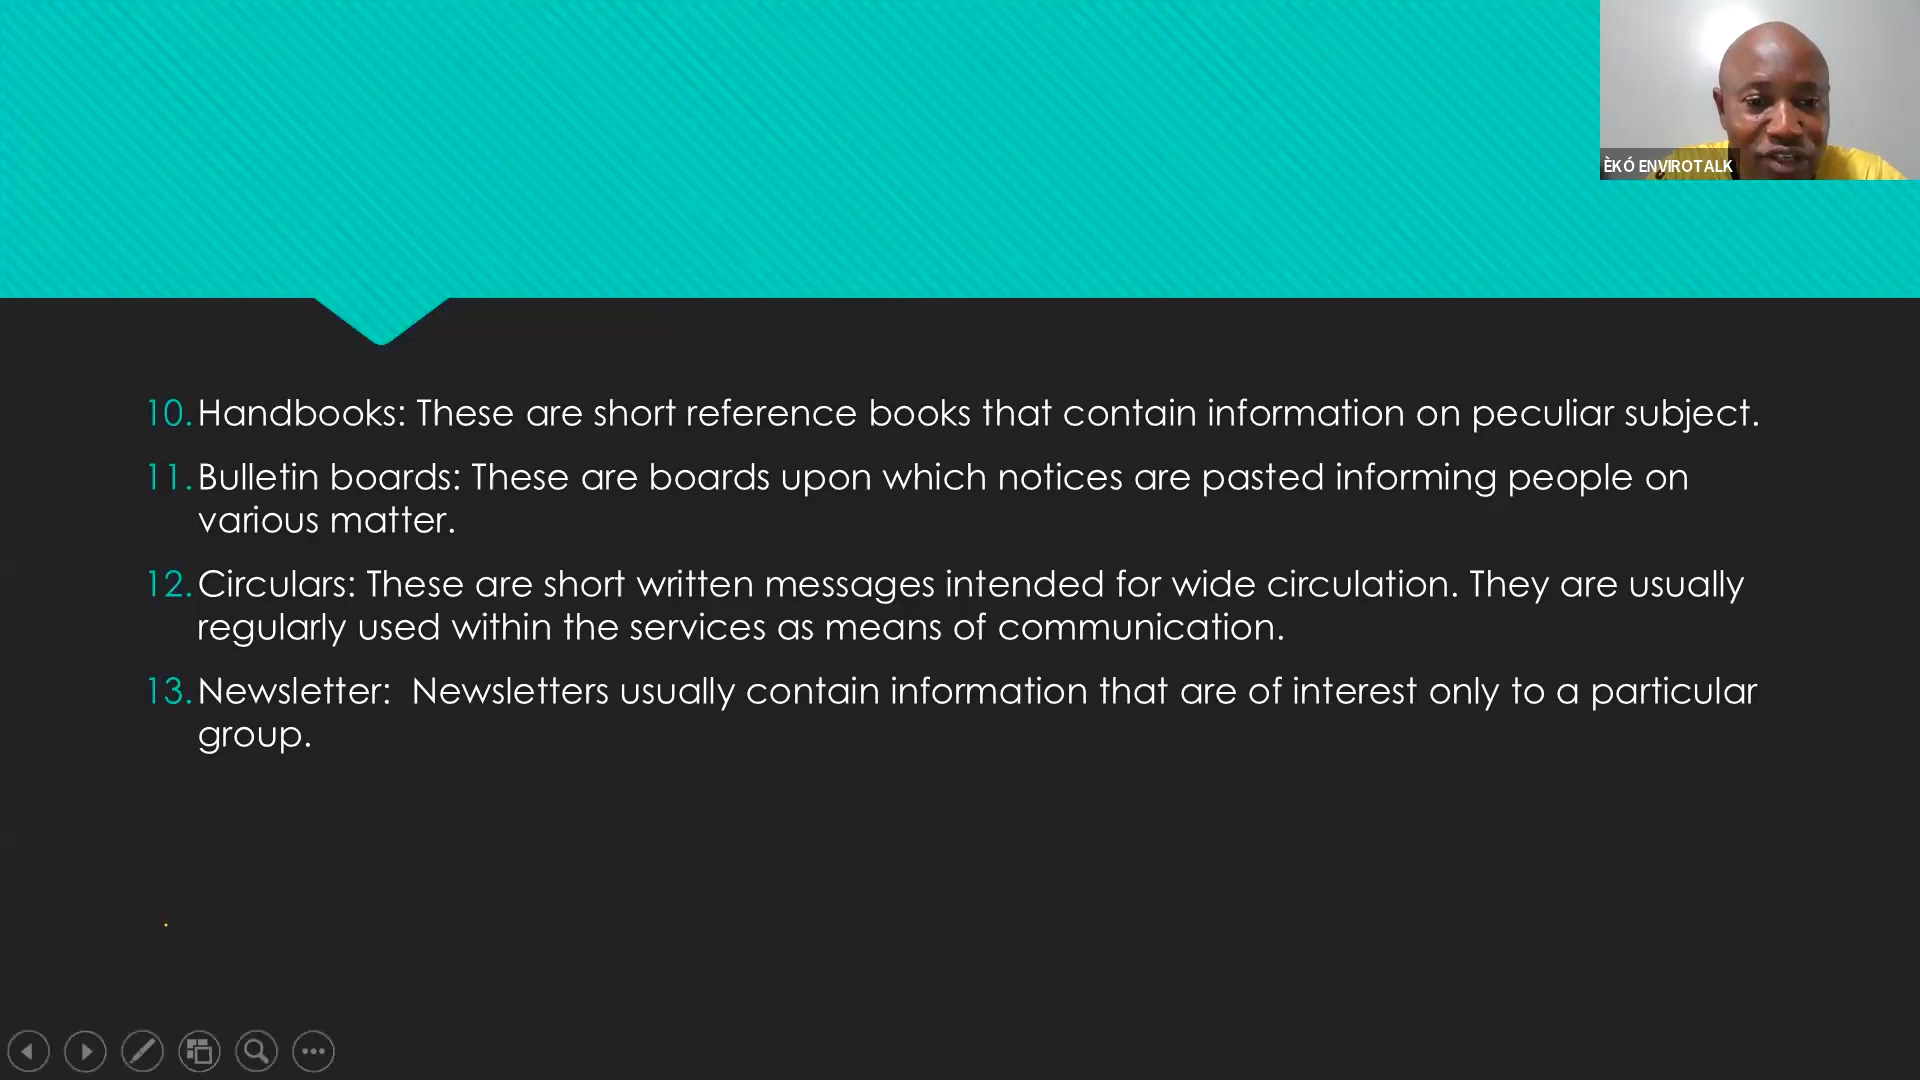 ÈKÓ ENVIROTALK
10. Handbooks: These are short reference books that contain information on peculiar subject.
11. Bulletin boards: These are boards upon which notices are pasted informing people on
various matter.
12. Circulars: These are short written messages intended for wide circulation. They are usually
regularly used within the services as means of communication.
13. Newsletter:  Newsletters usually contain information that are of interest only to a particular
group.